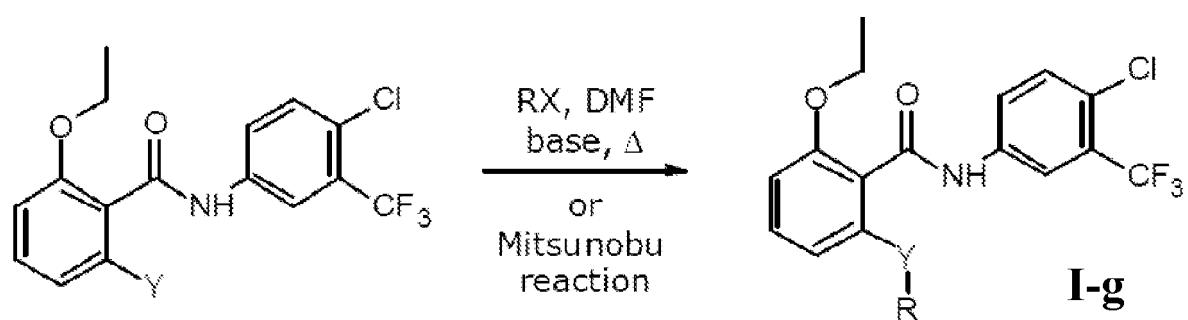 O
O
Cl
NH
CF3
Y
RX, DMF
base, Δ
or
Mitsunobu
reaction
O
O
Cl
NH
CF3
Y
R
I-g